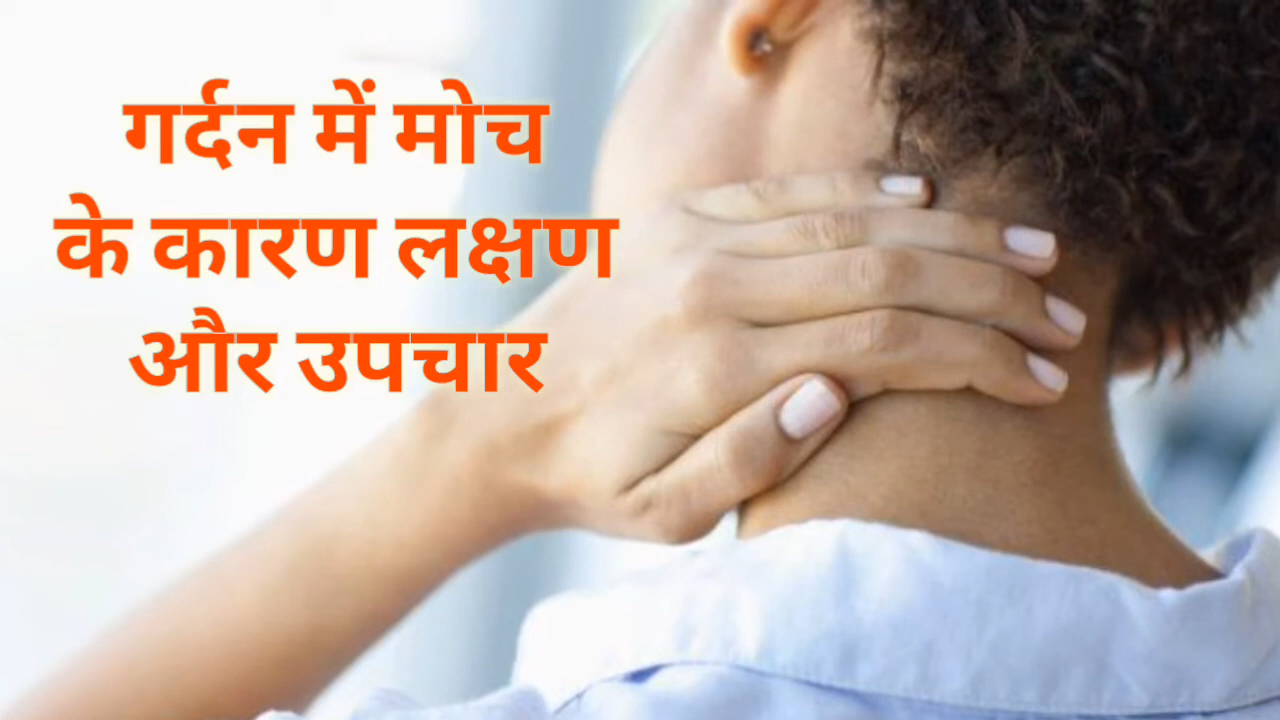 गर्दन में मोच
के कारण लक्षण
और उपचार